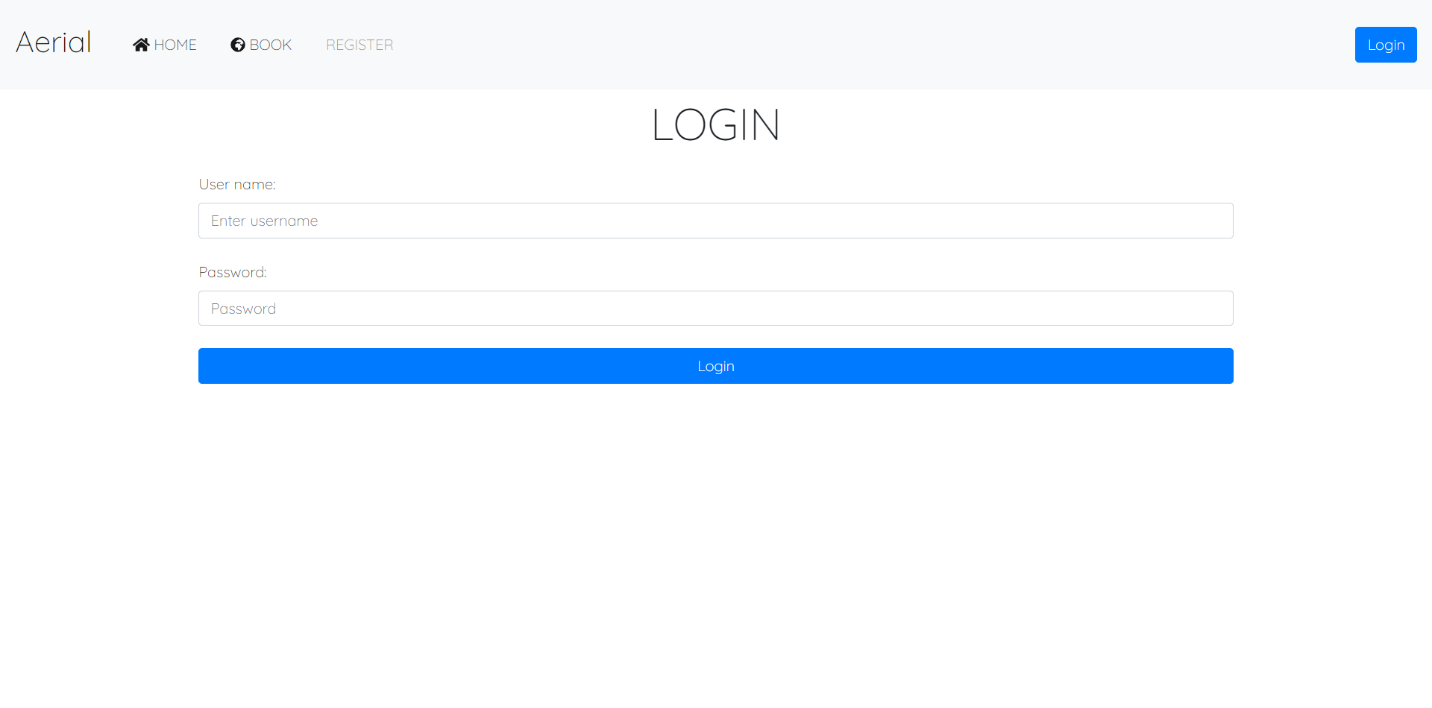 Aerial HOME BOOK REGISTER Login
LOGIN
User name:
Enter username
Password:
Password
Login